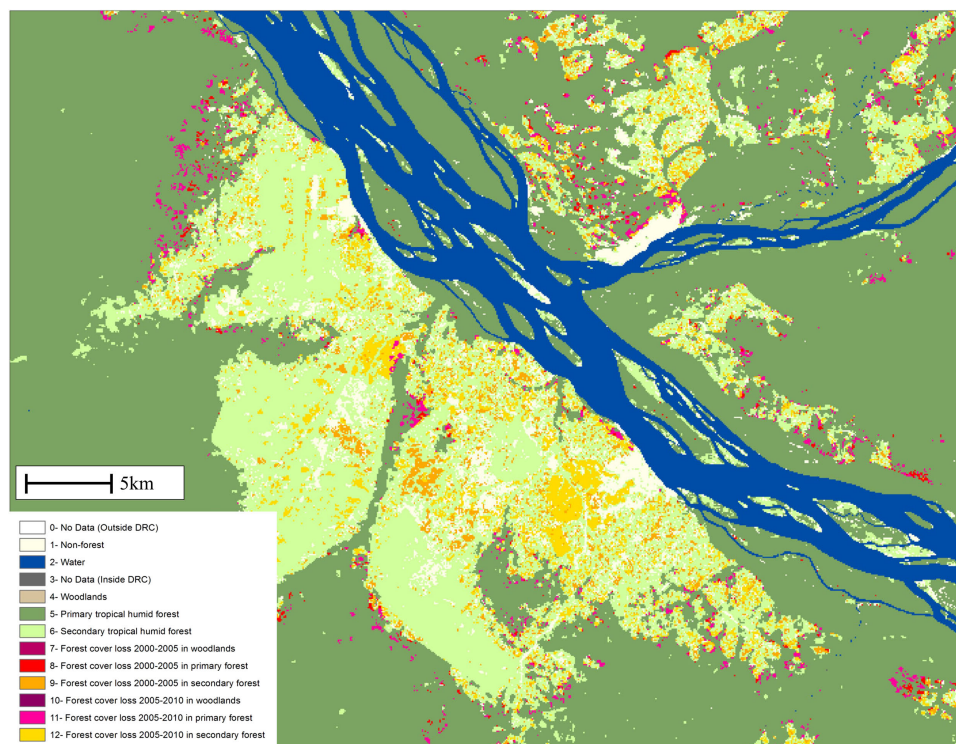 5km
0- No Data (Outside DRC)
1- Non-forest
2- Water
3- No Data (Inside DRC)
4- Woodlands
5- Primary tropical humid forest
6- Secondary tropical humid forest
7- Forest cover loss 2000-2005 in woodlands
8- Forest cover loss 2000-2005 in primary forest
9- Forest cover loss 2000-2005 in secondary forest
10- Forest cover loss 2005-2010 in woodlands
11- Forest cover loss 2005-2010 in primary forest
12- Forest cover loss 2005-2010 in secondary forest